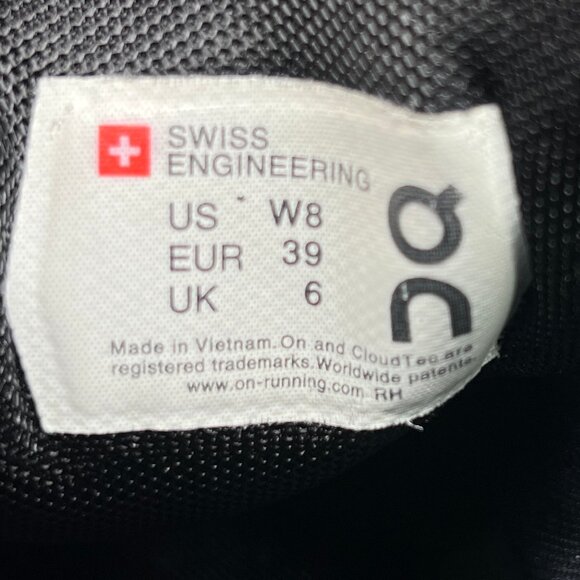 SWISS
ENGINEERING
US W8
EUR 39
UK 6
Made in Vietnam. On and CloudTec are
registered trademarks. Worldwide patents.
www.on-running.com RH
On